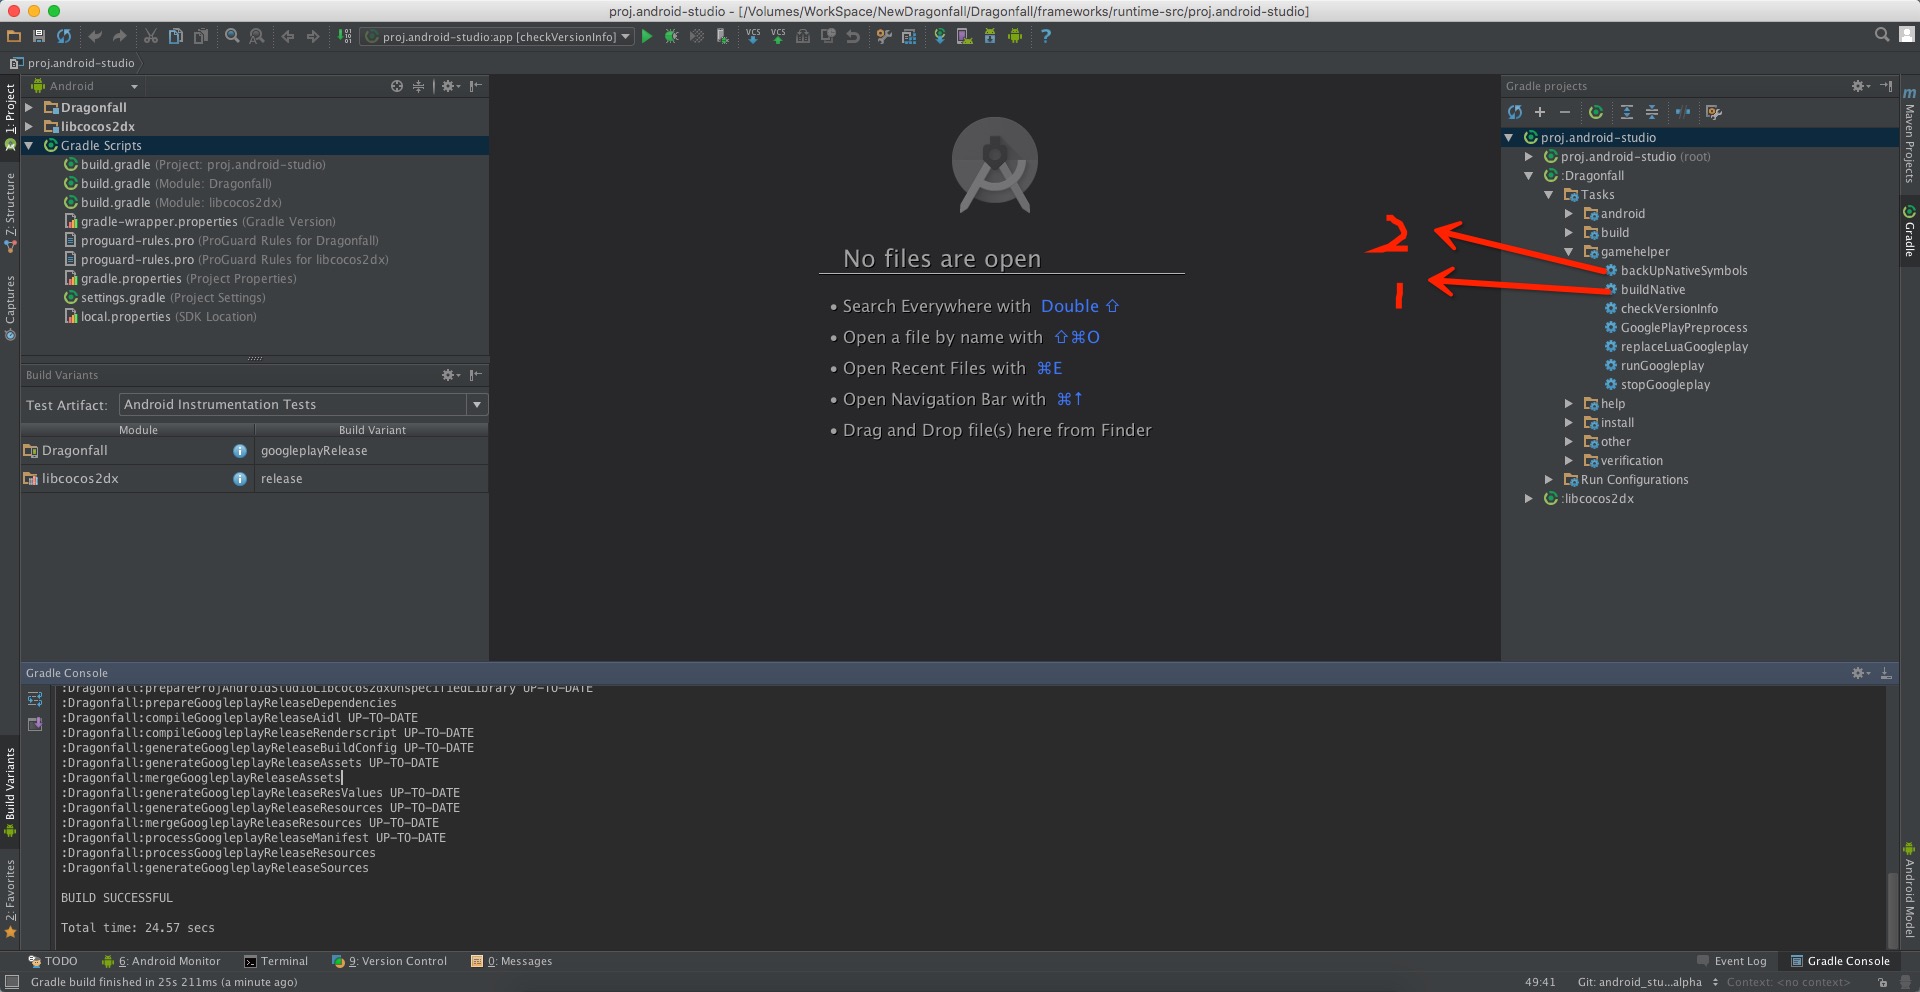 proj.android-studio - [/Volumes/WorkSpace/NewDragonfall/Dragonfall/frameworks/runtime-src/proj.android-studio]
proj.android-studio:app [checkVersionInfo]
VCS
VCS
?
proj.android-studio
1: Project
Z: Structure
Captures
Build Variants
2: Favorites
Android
Dragonfall
libcocos2dx
Gradle Scripts
build.gradle (Project: proj.android-studio)
build.gradle (Module: Dragonfall)
build.gradle (Module: libcocos2dx)
gradle-wrapper.properties (Gradle Version)
proguard-rules.pro (ProGuard Rules for Dragonfall)
proguard-rules.pro (ProGuard Rules for libcocos2dx)
gradle.properties (Project Properties)
settings.gradle (Project Settings)
local.properties (SDK Location)
Build Variants
Test Artifact: Android Instrumentation Tests
Module Build Variant
Dragonfall googleplayRelease
libcocos2dx release
No files are open
• Search Everywhere with Double ⇧
• Open a file by name with ⇧⌘O
• Open Recent Files with ⌘E
• Open Navigation Bar with ⌘↑
• Drag and Drop file(s) here from Finder
2
1
Gradle projects
proj.android-studio
proj.android-studio (root)
:Dragonfall
Tasks
android
build
gamehelper
backUpNativeSymbols
buildNative
checkVersionInfo
GooglePlayPreprocess
replaceLuaGoogleplay
runGoogleplay
stopGoogleplay
help
install
other
verification
Run Configurations
:libcocos2dx
m
Maven Projects
Gradle
Android Model
Gradle Console
:Dragonfall:prepareProjAndroidStudioLibcocos2dxUnspecifiedLibrary UP-TO-DATE
:Dragonfall:prepareGoogleplayReleaseDependencies
:Dragonfall:compileGoogleplayReleaseAidl UP-TO-DATE
:Dragonfall:compileGoogleplayReleaseRenderscript UP-TO-DATE
:Dragonfall:generateGoogleplayReleaseBuildConfig UP-TO-DATE
:Dragonfall:generateGoogleplayReleaseAssets UP-TO-DATE
:Dragonfall:mergeGoogleplayReleaseAssets
:Dragonfall:generateGoogleplayReleaseResValues UP-TO-DATE
:Dragonfall:generateGoogleplayReleaseResources UP-TO-DATE
:Dragonfall:mergeGoogleplayReleaseResources UP-TO-DATE
:Dragonfall:processGoogleplayReleaseManifest UP-TO-DATE
:Dragonfall:processGoogleplayReleaseResources
:Dragonfall:generateGoogleplayReleaseSources
BUILD SUCCESSFUL
Total time: 24.57 secs
TODO 6: Android Monitor Terminal 9: Version Control 0: Messages Event Log Gradle Console
Gradle build finished in 25s 211ms (a minute ago) 49:41 Git: android_stu...alpha Context: <no context>